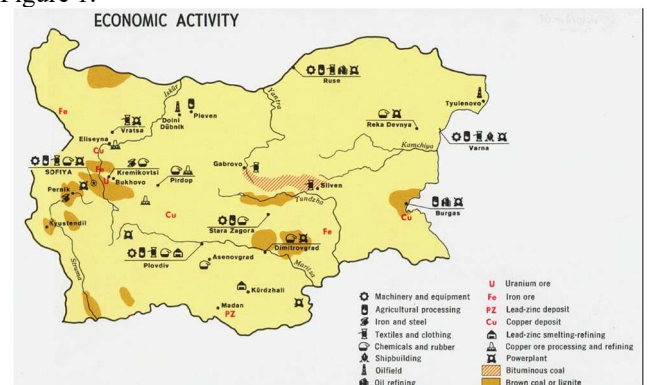 Figure 1.
ECONOMIC ACTIVITY
Ruse
Iskŭr
Yantra
Fe
Pleven
Dolni
Dŭbnik
Tyulenovo
Vratsa
Reka Devnya
Eliseyna
Cu
Kamchiya
Varna
Gabrovo
SOFIYA
Fe
Kremikovtsi
U
Bukhovo
Pirdop
Sliven
Pernik
Tundzha
Burgas
Cu
Cu
Kyustendil
Stara Zagora
Fe
Dimitrovgrad
Plovdiv
Asenovgrad
Maritsa
Struma
Kŭrdzhali
Madan
PZ
U Uranium ore
Machinery and equipment
Fe Iron ore
Agricultural processing
PZ Lead-zinc deposit
Iron and steel
Cu Copper deposit
Textiles and clothing
Lead-zinc smelting-refining
Chemicals and rubber
Copper ore processing and refining
Shipbuilding
Powerplant
Oilfield
Bituminous coal
Oil refining
Brown coal or lignite